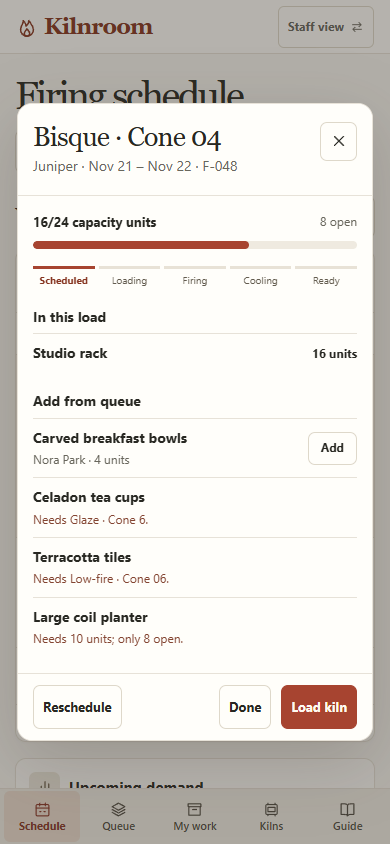 Kilnroom
Staff view
Firing schedule
Bisque · Cone 04
Juniper · Nov 21 – Nov 22 · F-048
16/24 capacity units
8 open
Scheduled
Loading
Firing
Cooling
Ready
In this load
Studio rack
16 units
Add from queue
Carved breakfast bowls
Nora Park · 4 units
Add
Celadon tea cups
Needs Glaze · Cone 6.
Terracotta tiles
Needs Low-fire · Cone 06.
Large coil planter
Needs 10 units; only 8 open.
Reschedule
Done
Load kiln
Upcoming demand
Schedule
Queue
My work
Kilns
Guide